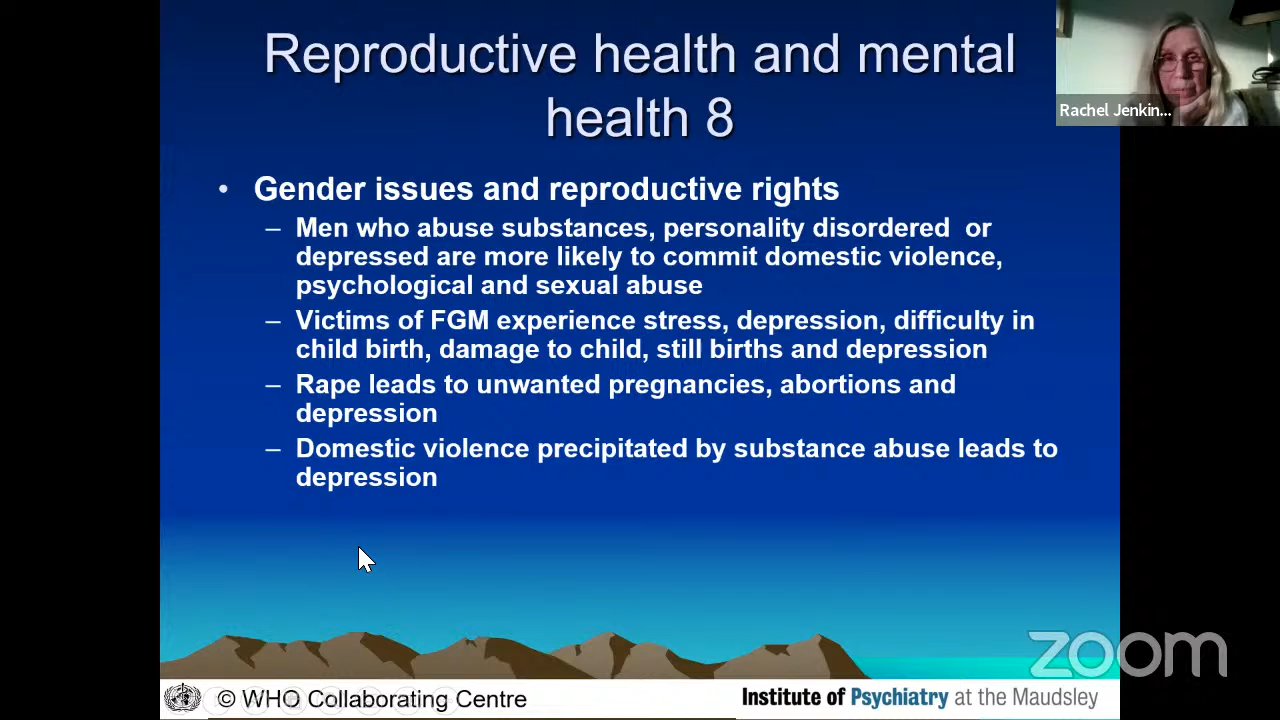 Reproductive health and mental
health 8
Rachel Jenkin...
• Gender issues and reproductive rights
– Men who abuse substances, personality disordered or
depressed are more likely to commit domestic violence,
psychological and sexual abuse
– Victims of FGM experience stress, depression, difficulty in
child birth, damage to child, still births and depression
– Rape leads to unwanted pregnancies, abortions and
depression
– Domestic violence precipitated by substance abuse leads to
depression
zoom
© WHO Collaborating Centre
Institute of Psychiatry at the Maudsley